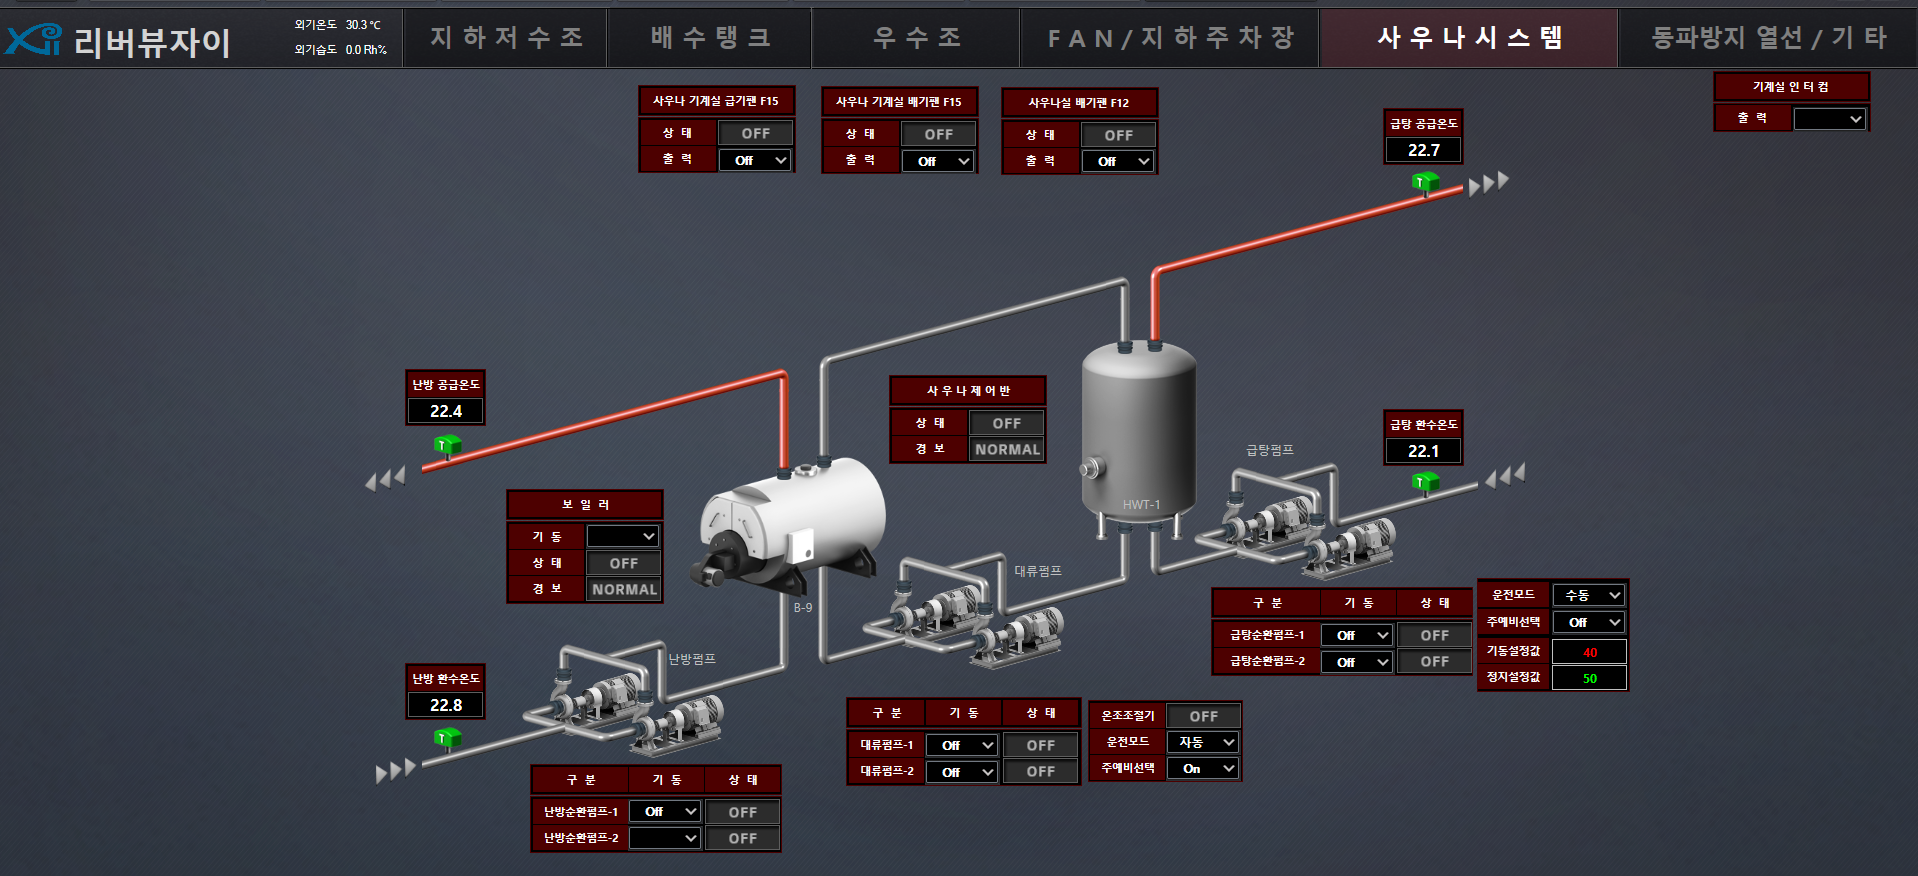 Xii 리버뷰자이
외기온도 30.3 ℃
외기습도 0.0 Rh%
지하저수조
배수탱크
우수조
FAN/지하주차장
사우나시스템
동파방지 열선/기타
사우나 기계실 급기팬 F15
상 태 OFF
출 력 Off
사우나 기계실 배기팬 F15
상 태 OFF
출 력 Off
사우나실 배기팬 F12
상 태 OFF
출 력 Off
기계실 인터컴
출 력
급탕 공급온도
22.7
T
난방 공급온도
22.4
T
사우나제어반
상 태 OFF
경 보 NORMAL
급탕 환수온도
22.1
T
급탕펌프
HWT-1
보 일 러
기 동
상 태 OFF
경 보 NORMAL
B-9
대류펌프
난방펌프
난방 환수온도
22.8
T
구 분 기 동 상 태
급탕순환펌프-1 Off OFF
급탕순환펌프-2 Off OFF
운전모드 수동
주예비선택 Off
기동설정값 40
정지설정값 50
구 분 기 동 상 태
대류펌프-1 Off OFF
대류펌프-2 Off OFF
온조조절기 OFF
운전모드 자동
주예비선택 On
구 분 기 동 상 태
난방순환펌프-1 Off OFF
난방순환펌프-2 OFF